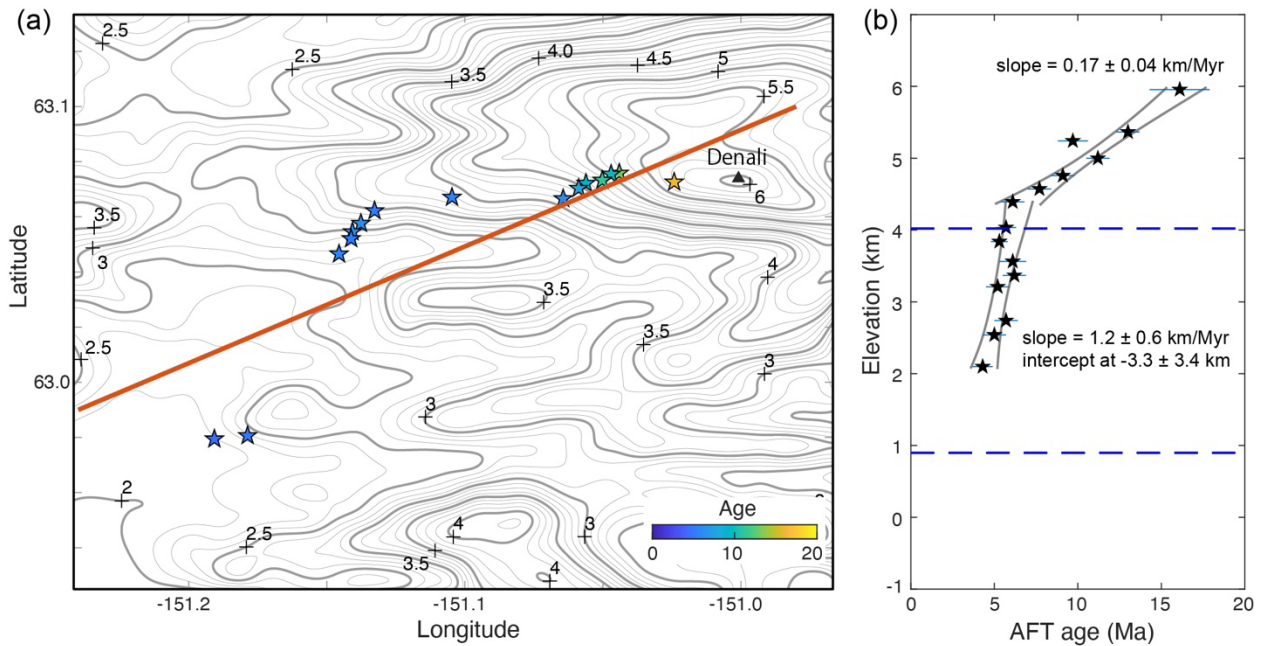 (a)
2.5
2.5
3.5
4.0
4.5
5
5.5
63.1
Denali
6
3.5
3
4
3.5
3.5
2.5
3
63.0
3
2
2.5
4
3
3.5
4
Age
0 10 20
-151.2 -151.1 -151.0
Longitude
Latitude
(b)
7
6
5
4
3
2
1
0
-1
slope = 0.17 ± 0.04 km/Myr
slope = 1.2 ± 0.6 km/Myr
intercept at -3.3 ± 3.4 km
Elevation (km)
0 5 10 15 20
AFT age (Ma)